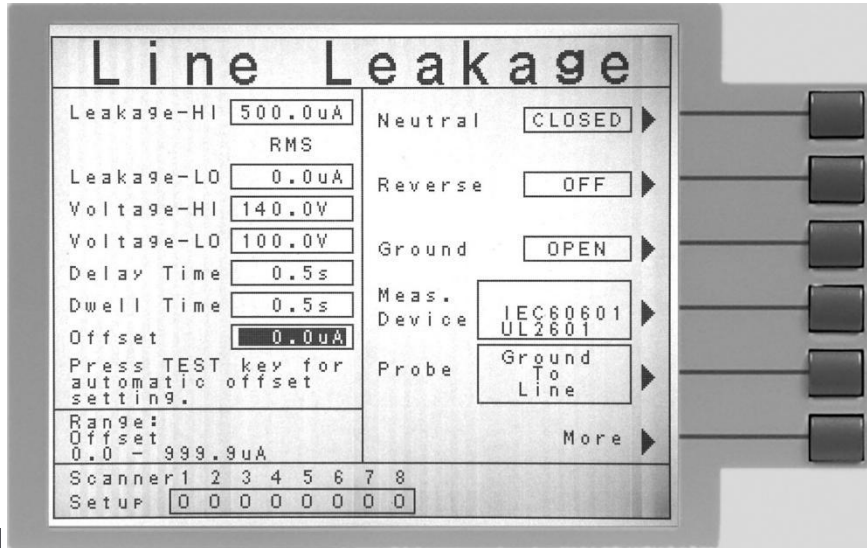 Line Leakage
Leakage-HI 500.0uA
RMS
Leakage-LO 0.0uA
Voltage-HI 140.0V
Voltage-LO 100.0V
Delay Time 0.5s
Dwell Time 0.5s
Offset 0.0uA
Press TEST key for
automatic offset
setting.
Range:
Offset
0.0 - 999.9uA
Neutral CLOSED
Reverse OFF
Ground OPEN
Meas.
Device IEC60601
UL2601
Probe Ground
To
Line
More
Scanner 1 2 3 4 5 6 7 8
Setup 0 0 0 0 0 0 0 0